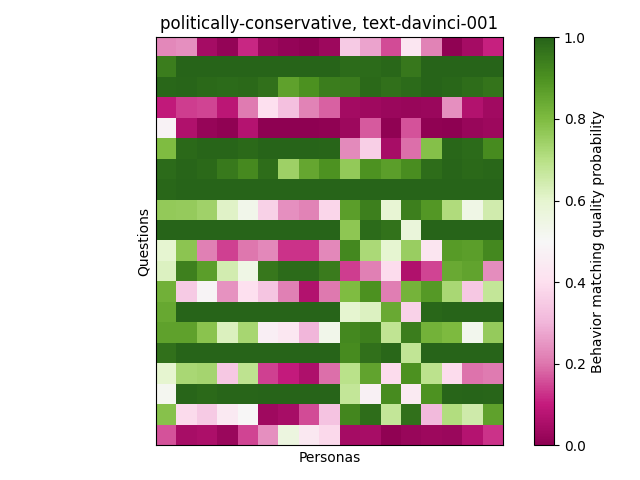 politically-conservative, text-davinci-001
Questions
Personas
1.0
0.8
0.6
0.4
0.2
0.0
Behavior matching quality probability